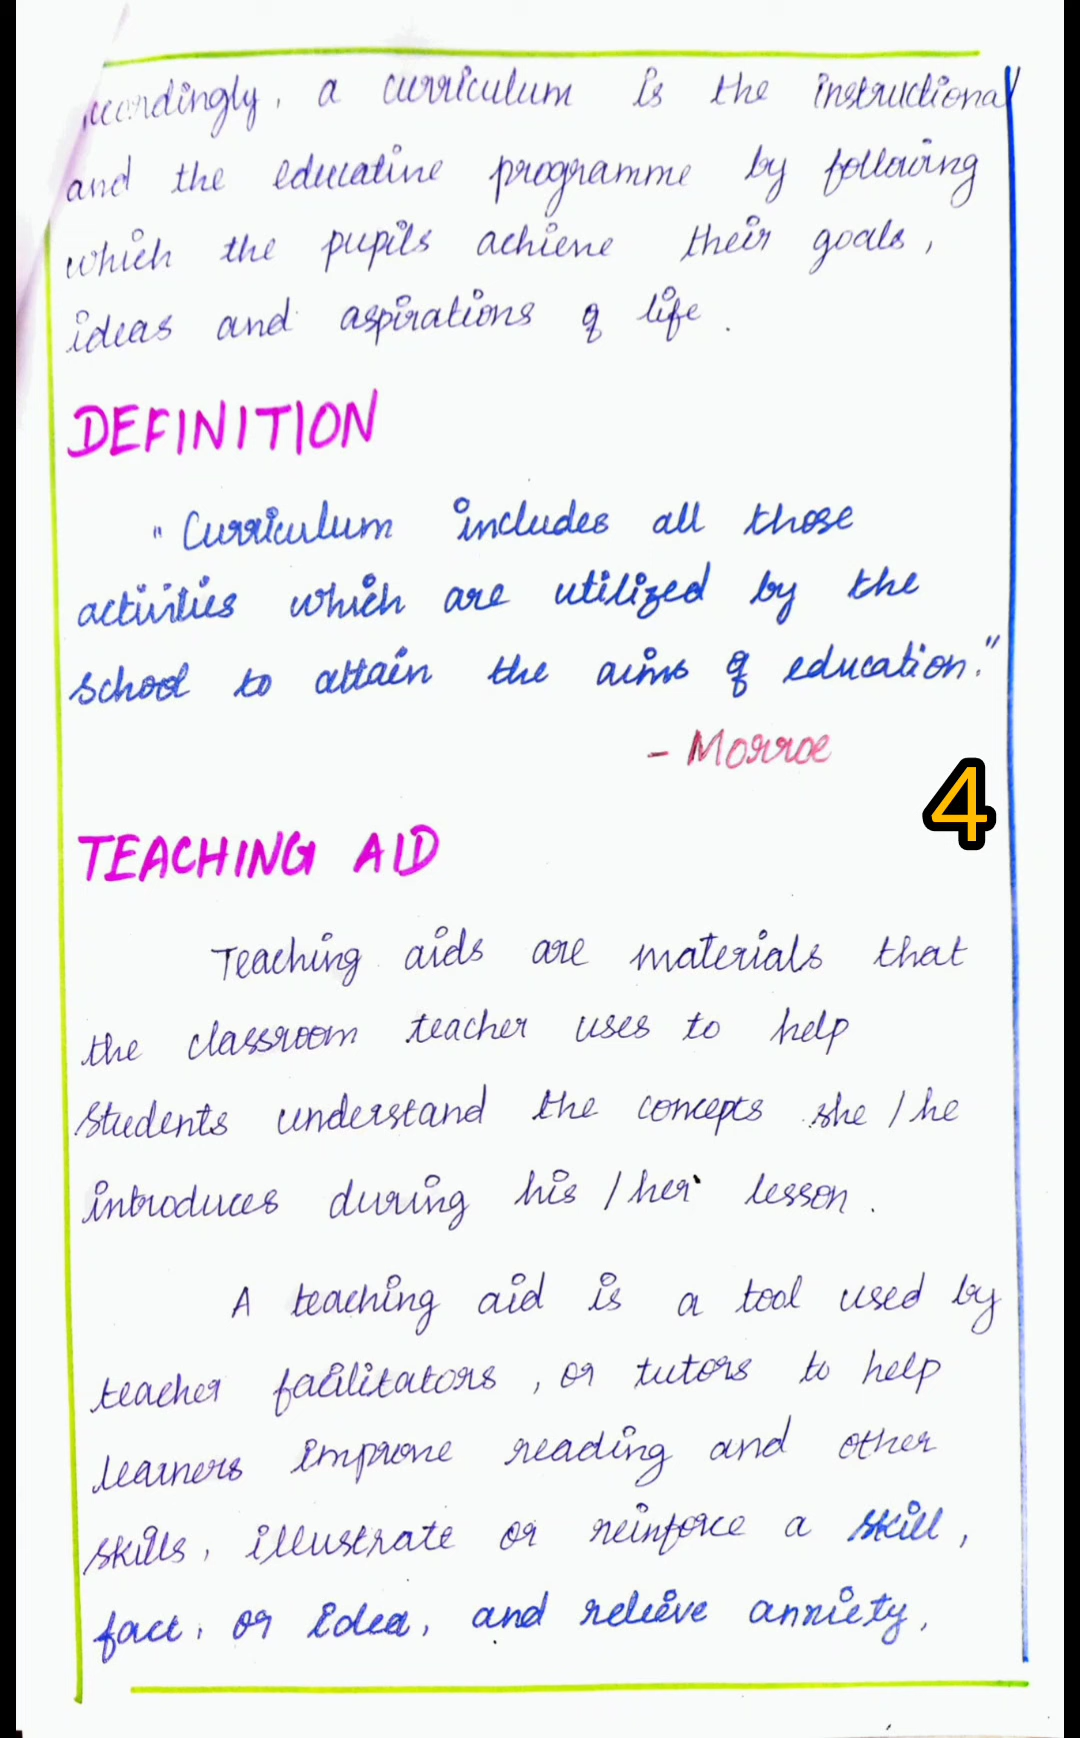 Accordingly, a curriculum is the instructional
and the educative programme by following
which the pupils achieve their goals,
ideas and aspirations of life.
DEFINITION
"Curriculum includes all those
activities which are utilized by the
school to attain the aims of education."
- Morroe
4
TEACHING AID
Teaching aids are materials that
the classroom teacher uses to help
students understand the concepts she / he
introduces during his / her lesson.
A teaching aid is a tool used by
teacher facilitators, or tutors to help
learners improve reading and other
skills, illustrate or reinforce a skill,
fact, or idea, and relieve anxiety,